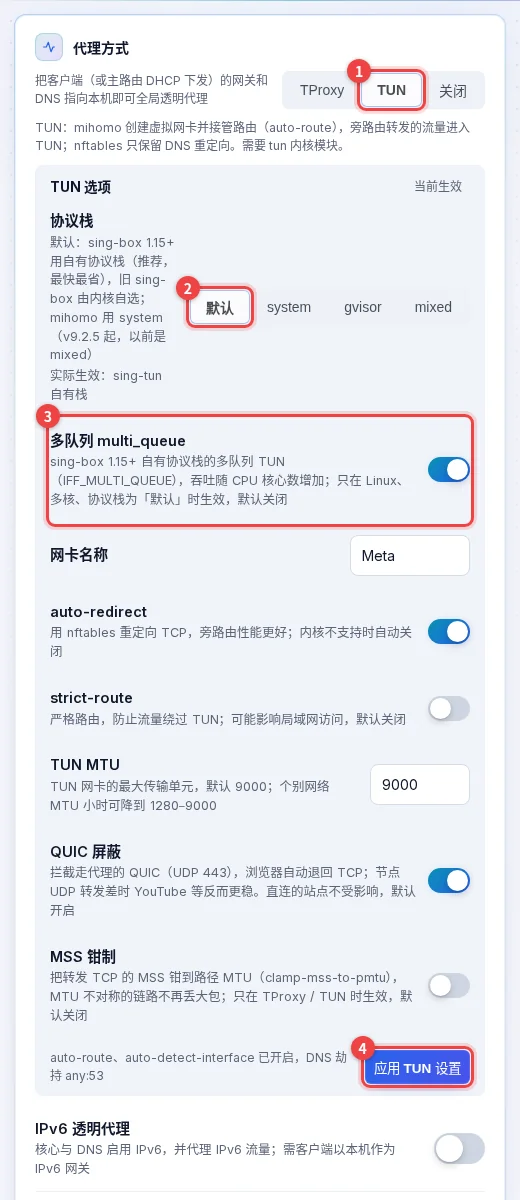 代理方式
把客户端（或主路由 DHCP 下发）的网关和
DNS 指向本机即可全局透明代理
1
TProxy
TUN
关闭
TUN：mihomo 创建虚拟网卡并接管路由（auto-route），旁路由转发的流量进入
TUN；nftables 只保留 DNS 重定向。需要 tun 内核模块。
TUN 选项
当前生效
协议栈
默认：sing-box 1.15+
用自有协议栈（推荐，
最快最省），旧 sing-
box 由内核自选；
mihomo 用 system
（v9.2.5 起，以前是
mixed）
实际生效：sing-tun
自有栈
2
默认
system
gvisor
mixed
3
多队列 multi_queue
sing-box 1.15+ 自有协议栈的多队列 TUN
（IFF_MULTI_QUEUE），吞吐随 CPU 核心数增加；只在 Linux、
多核、协议栈为「默认」时生效，默认关闭
网卡名称
Meta
auto-redirect
用 nftables 重定向 TCP，旁路由性能更好；内核不支持时自动关
闭
strict-route
严格路由，防止流量绕过 TUN；可能影响局域网访问，默认关闭
TUN MTU
TUN 网卡的最大传输单元，默认 9000；个别网络
MTU 小时可降到 1280–9000
9000
QUIC 屏蔽
拦截走代理的 QUIC（UDP 443），浏览器自动退回 TCP；节点
UDP 转发差时 YouTube 等反而更稳。直连的站点不受影响，默认
开启
MSS 钳制
把转发 TCP 的 MSS 钳到路径 MTU（clamp-mss-to-pmtu），
MTU 不对称的链路不再丢大包；只在 TProxy / TUN 时生效，默
认关闭
auto-route、auto-detect-interface 已开启，DNS 劫
持 any:53
4
应用 TUN 设置
IPv6 透明代理
核心与 DNS 启用 IPv6，并代理 IPv6 流量；需客户端以本机作为
IPv6 网关